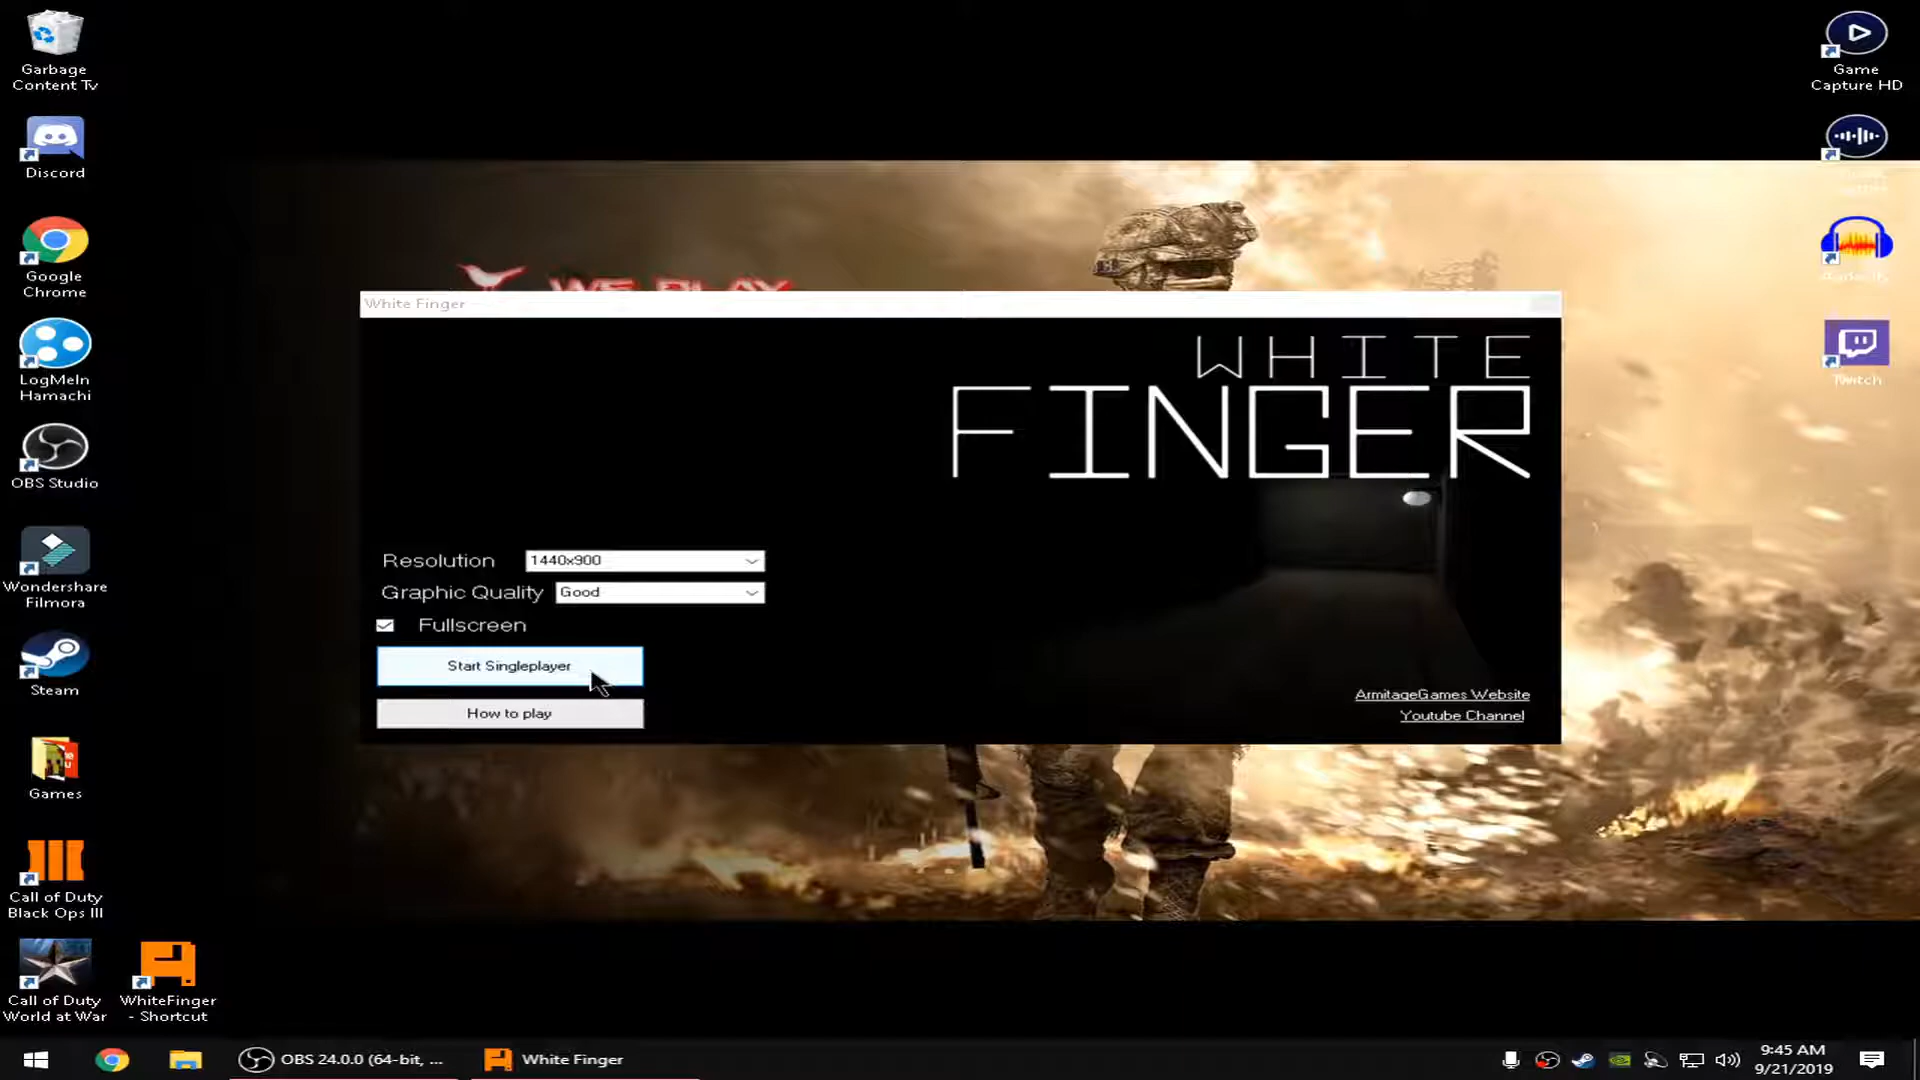 Garbage
Content Tv
Discord
Google
Chrome
LogMeIn
Hamachi
OBS Studio
Wondershare
Filmora
Steam
Games
Call of Duty
Black Ops III
Call of Duty
World at War
WhiteFinger
- Shortcut
Game
Capture HD
Twitch
WE PLAY
White Finger
WHITE
FINGER
Resolution
1440x900
Graphic Quality
Good
Fullscreen
Start Singleplayer
How to play
ArmitageGames Website
Youtube Channel
OBS 24.0.0 (64-bit, ...
White Finger
9:45 AM
9/21/2019